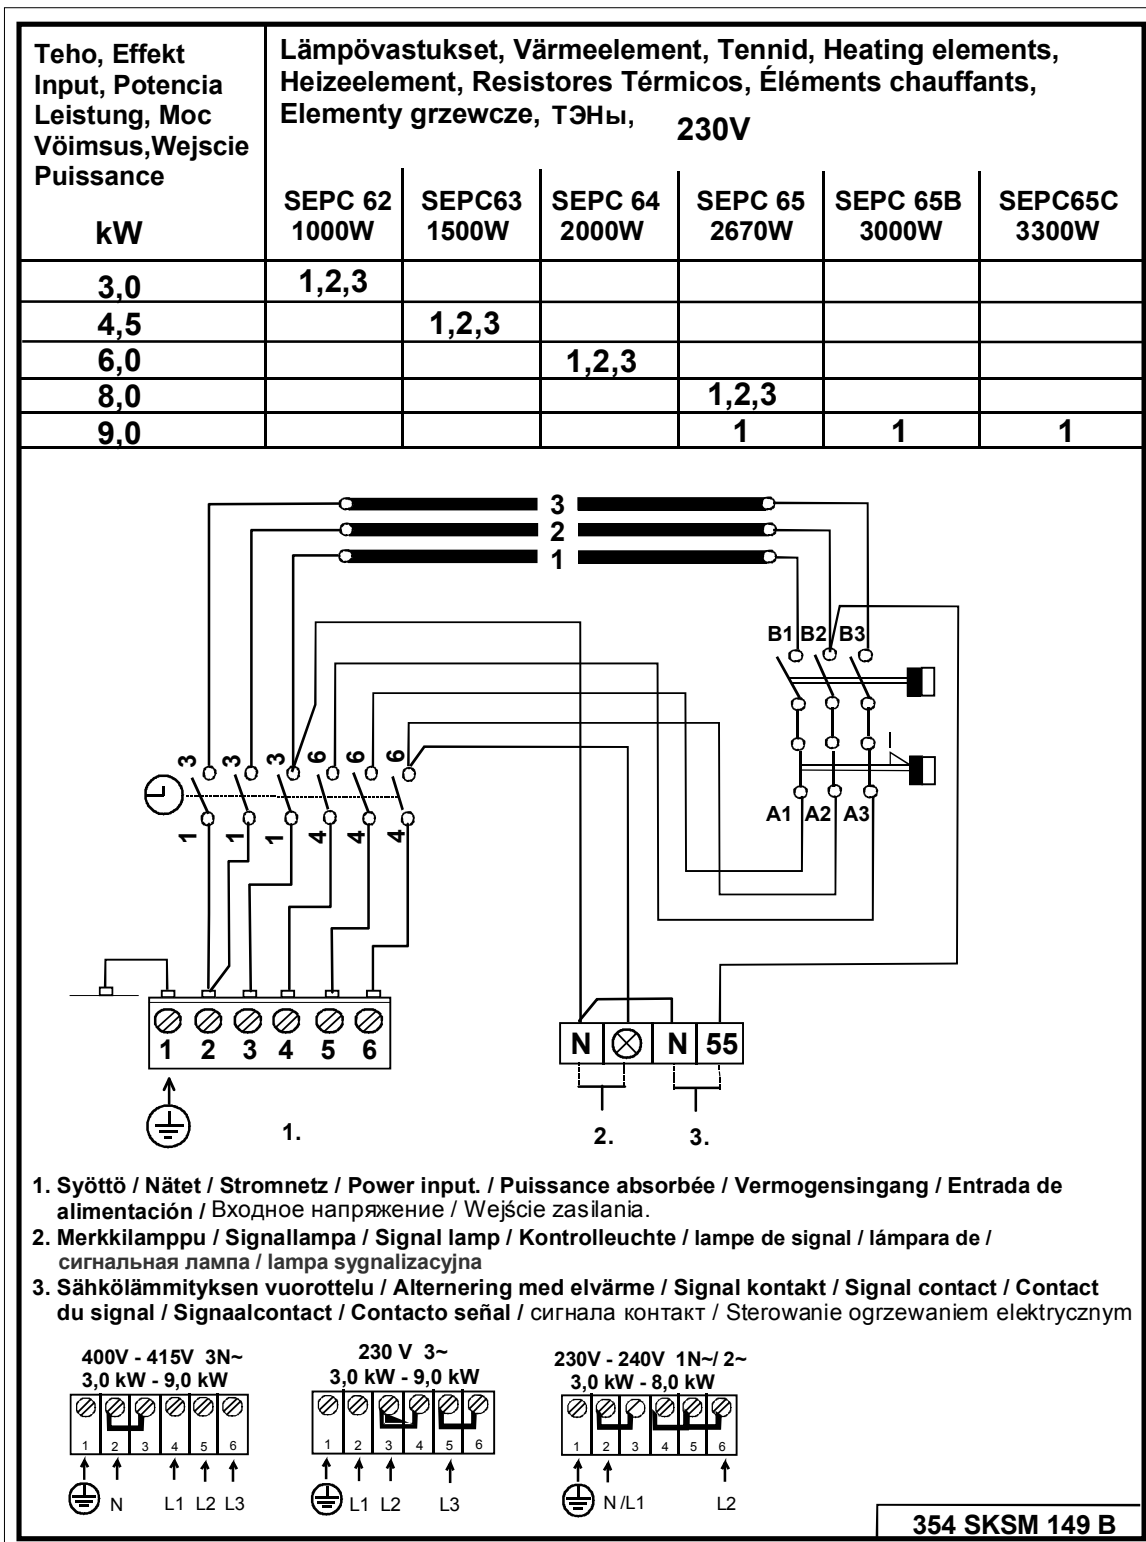 Teho, Effekt
Input, Potencia
Leistung, Moc
Vöimsus,Wejscie
Puissance
kW
Lämpövastukset, Värmeelement, Tennid, Heating elements,
Heizeelement, Resistores Térmicos, Éléments chauffants,
Elementy grzewcze, ТЭНы, 230V
SEPC 62 SEPC63 SEPC 64 SEPC 65 SEPC 65B SEPC65C
1000W 1500W 2000W 2670W 3000W 3300W
3,0 1,2,3
4,5 1,2,3
6,0 1,2,3
8,0 1,2,3
9,0 1 1 1
3
2
1
B1 B2 B3
3 3 3 6 6 6
1 1 1 4 4 4
A1 A2 A3
1 2 3 4 5 6
N N 55
1. 2. 3.
1. Syöttö / Nätet / Stromnetz / Power input. / Puissance absorbée / Vermogensingang / Entrada de
alimentación / Входное напряжение / Wejście zasilania.
2. Merkkilamppu / Signallampa / Signal lamp / Kontrolleuchte / lampe de signal / lámpara de /
сигнальная лампа / lampa sygnalizacyjna
3. Sähkölämmityksen vuorottelu / Alternering med elvärme / Signal kontakt / Signal contact / Contact
du signal / Signaalcontact / Contacto señal / сигнала контакт / Sterowanie ogrzewaniem elektrycznym
400V - 415V 3N~
3,0 kW - 9,0 kW
1 2 3 4 5 6
N L1 L2 L3
230 V 3~
3,0 kW - 9,0 kW
1 2 3 4 5 6
L1 L2 L3
230V - 240V 1N~/ 2~
3,0 kW - 8,0 kW
1 2 3 4 5 6
N /L1 L2
354 SKSM 149 B